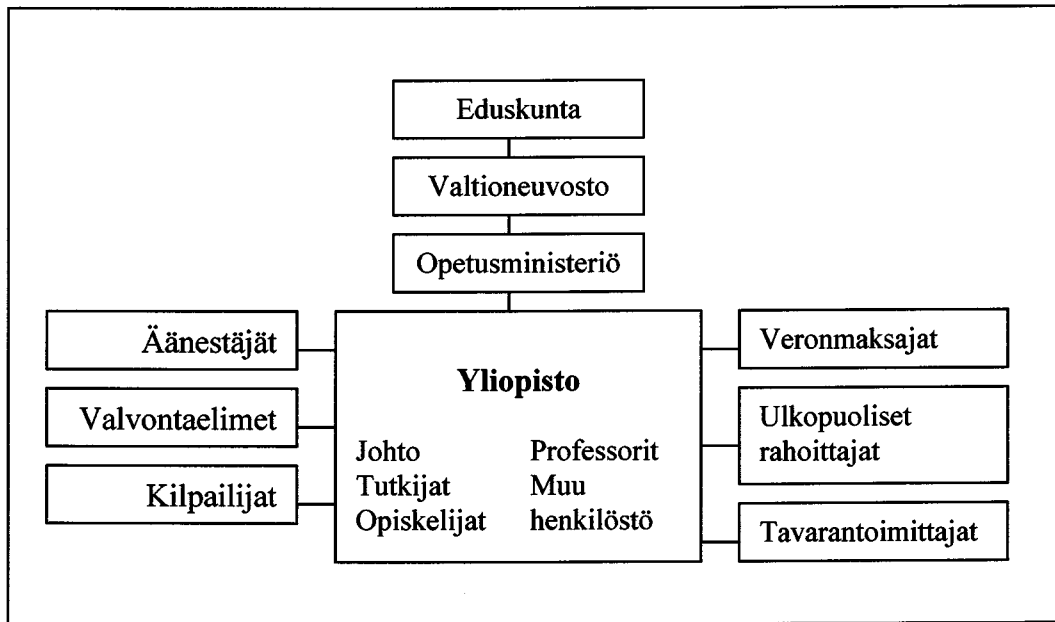 Eduskunta
Valtioneuvosto
Opetusministeriö
Äänestäjät
Valvontaelimet
Kilpailijat
Yliopisto
Johto
Tutkijat
Opiskelijat
Professorit
Muu
henkilöstö
Veronmaksajat
Ulkopuoliset
rahoittajat
Tavarantoimittajat